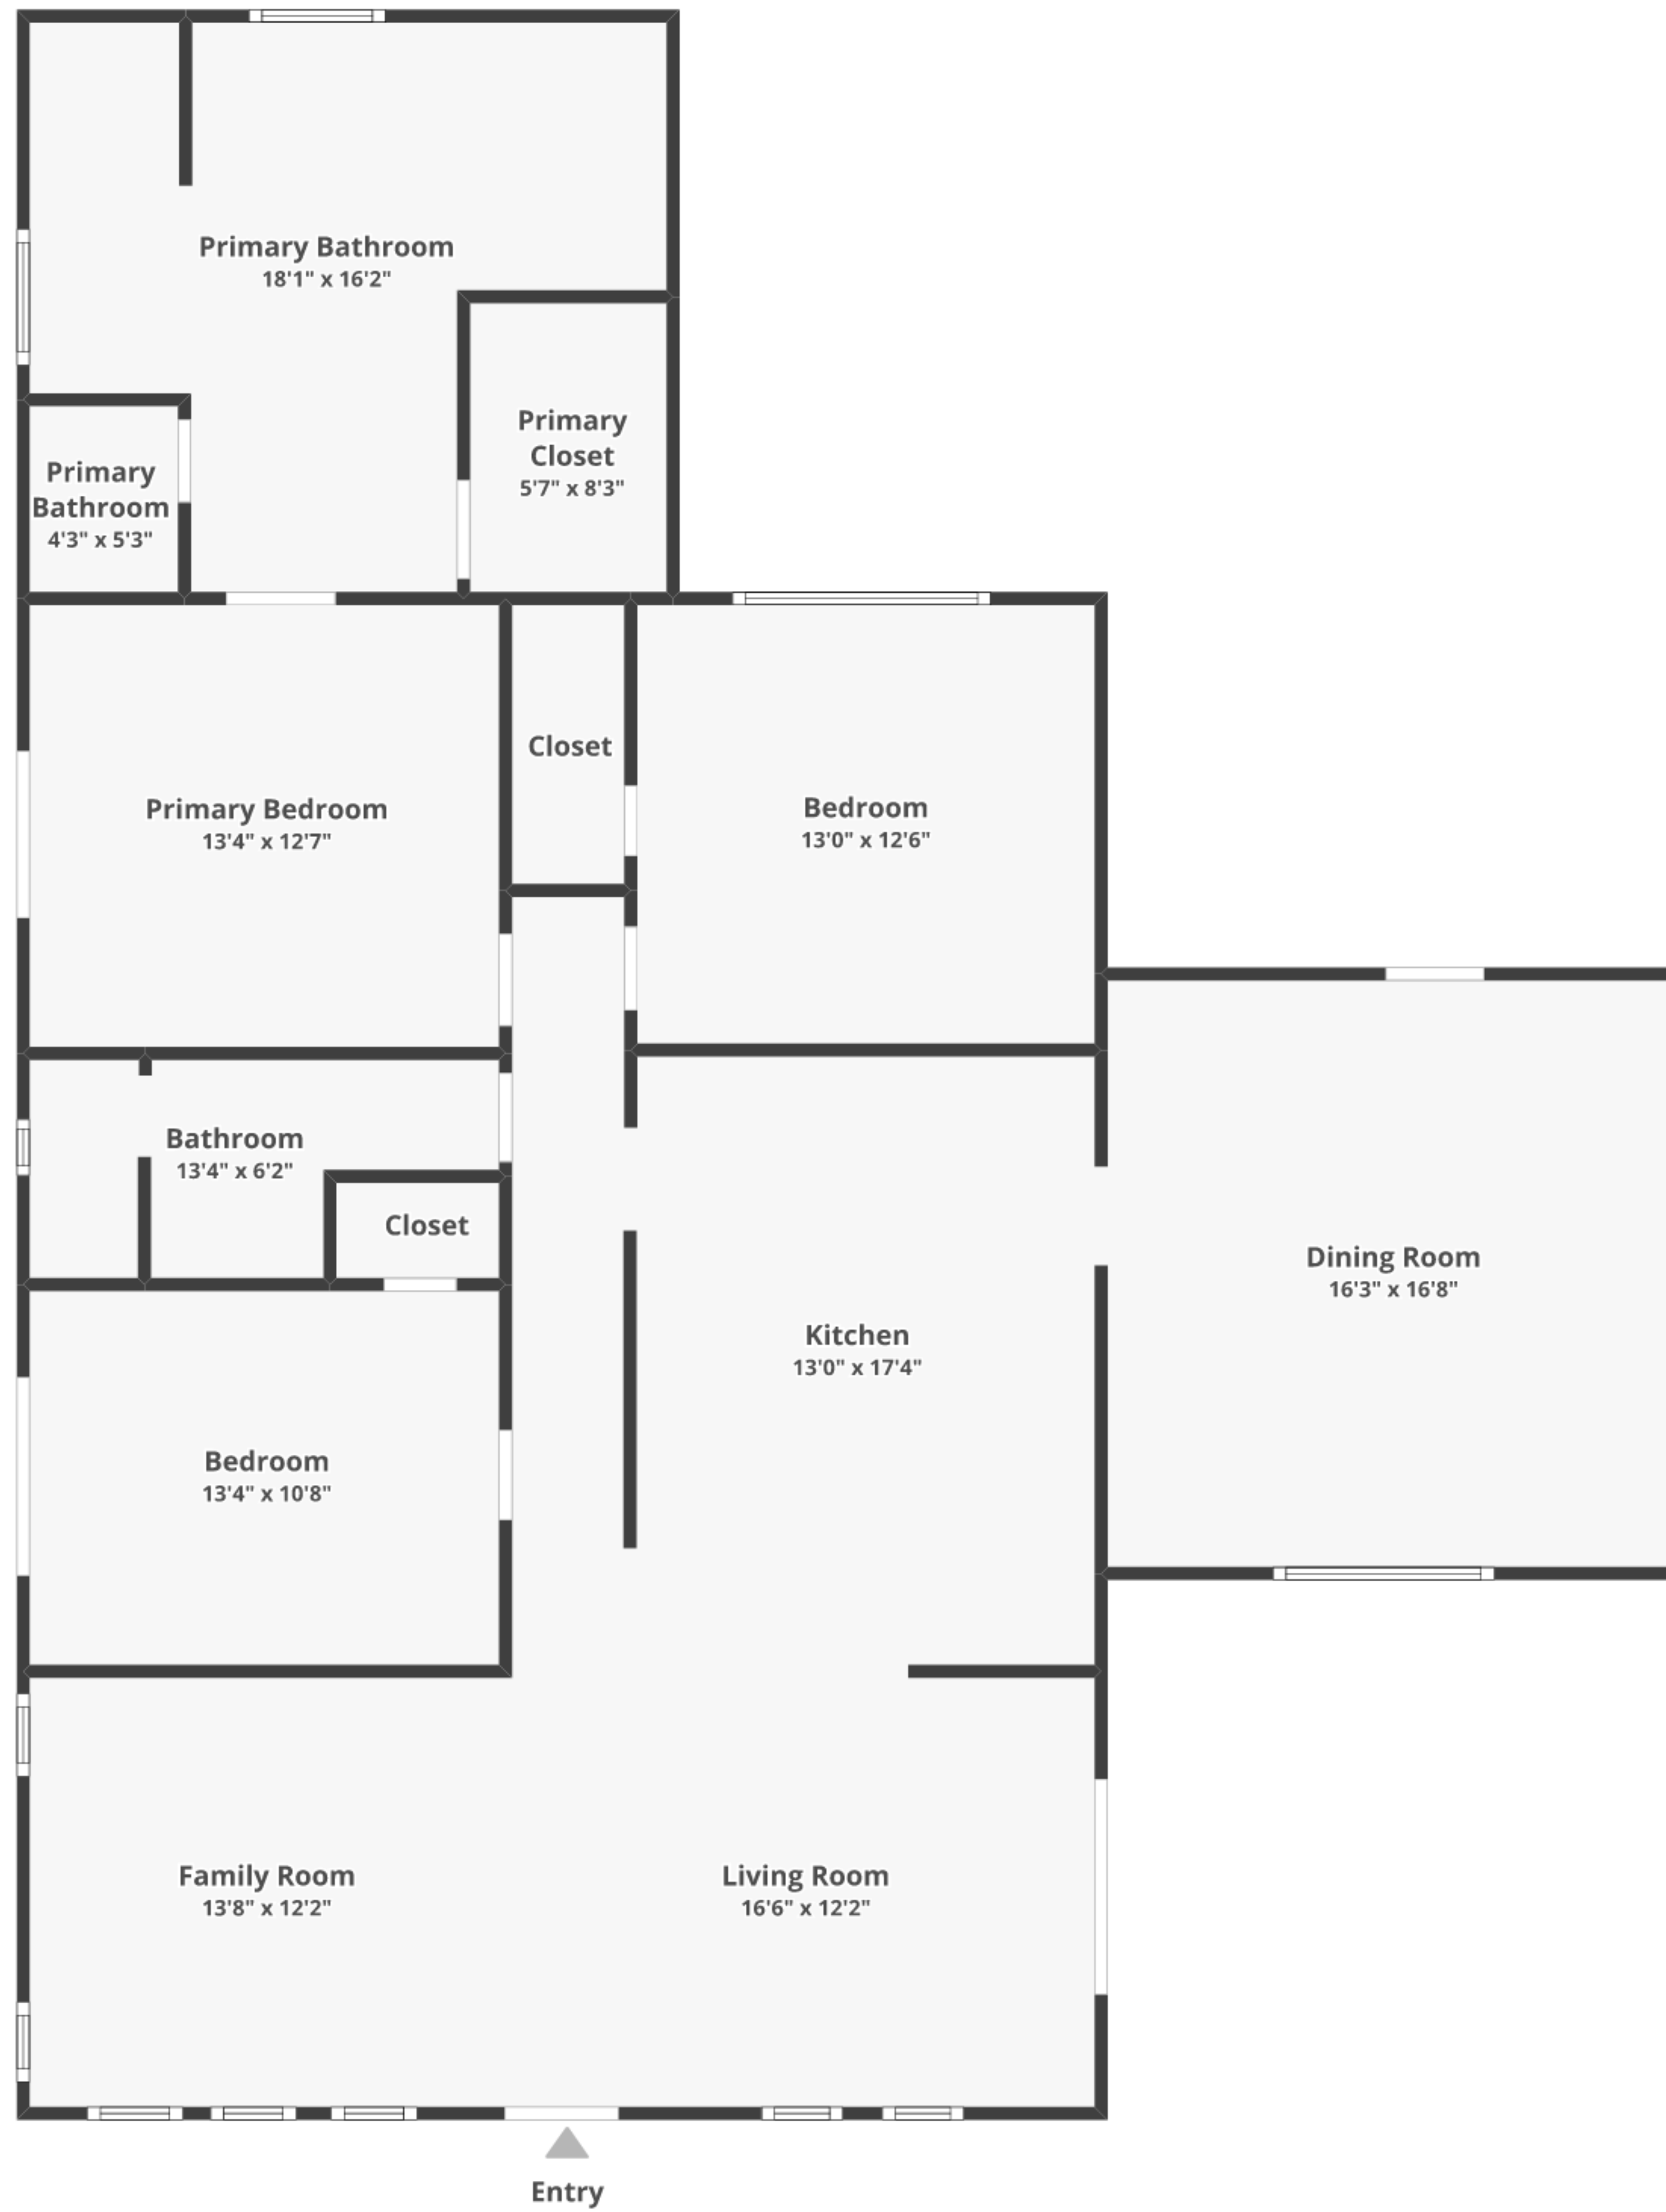 Primary Bathroom
18'1" x 16'2"
Primary
Closet
5'7" x 8'3"
Primary
Bathroom
4'3" x 5'3"
Closet
Primary Bedroom
13'4" x 12'7"
Bedroom
13'0" x 12'6"
Bathroom
13'4" x 6'2"
Closet
Dining Room
16'3" x 16'8"
Kitchen
13'0" x 17'4"
Bedroom
13'4" x 10'8"
Family Room
13'8" x 12'2"
Living Room
16'6" x 12'2"
Entry